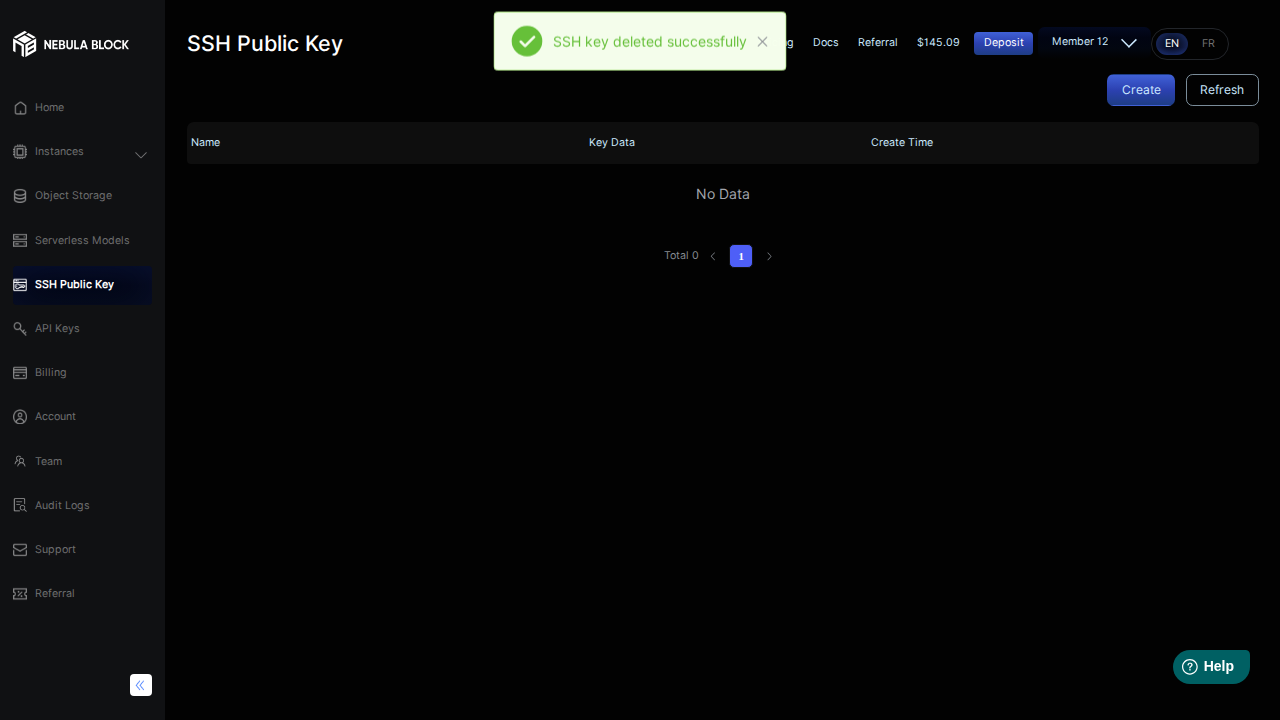 NEBULA BLOCK
Home
Instances
Object Storage
Serverless Models
SSH Public Key
API Keys
Billing
Account
Team
Audit Logs
Support
Referral
SSH Public Key
SSH key deleted successfully
Docs
Referral
$145.09
Deposit
Member 12
EN
FR
Create
Refresh
Name
Key Data
Create Time
No Data
Total 0
1
Help